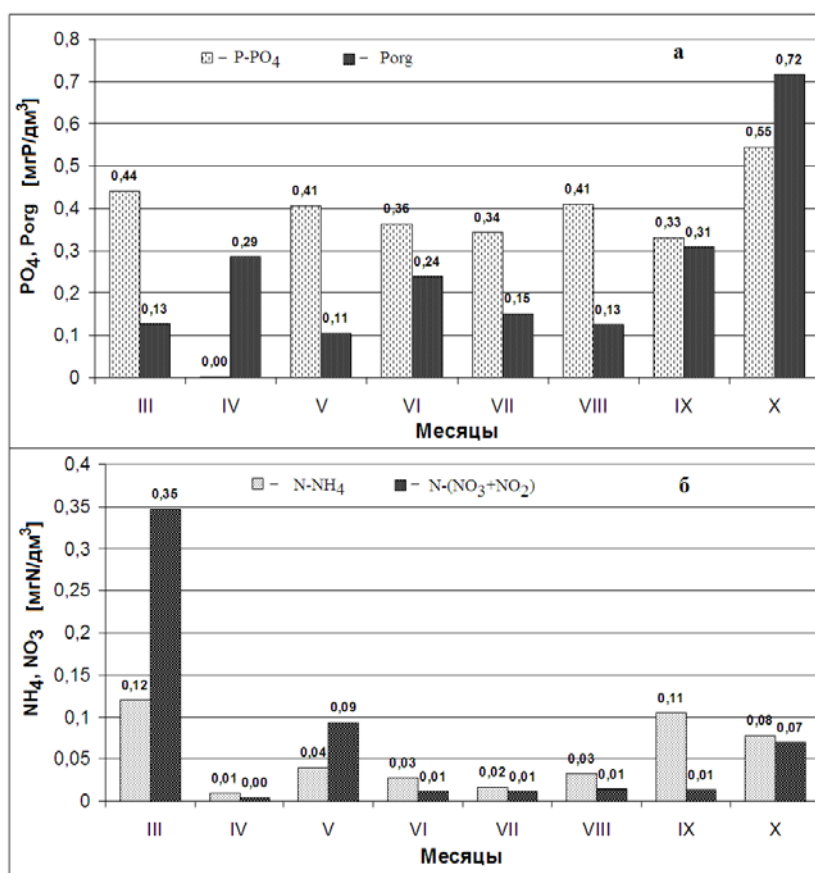 – P-PO4 – Porg а
0,8
0,7
0,6
0,5
0,4
0,3
0,2
0,1
0
PO4, Porg [мгP/дм³]
0,44 0,13 0,00 0,29 0,41 0,11 0,36 0,24 0,34 0,15 0,41 0,13 0,33 0,31 0,55 0,72
III IV V VI VII VIII IX X
Месяцы
– N-NH4 – N-(NO3+NO2) б
0,4
0,35
0,3
0,25
0,2
0,15
0,1
0,05
0
NH4, NO3 [мгN/дм³]
0,12 0,35 0,01 0,00 0,04 0,09 0,03 0,01 0,02 0,01 0,03 0,01 0,11 0,01 0,08 0,07
III IV V VI VII VIII IX X
Месяцы